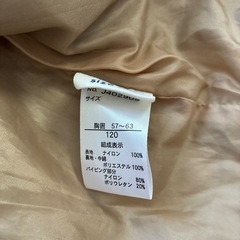 サイズ
胸囲 57〜63
120
組成表示
表地 ナイロン 100%
裏地・中綿
ポリエステル 100%
パイピング部分
ナイロン 80%
ポリウレタン 20%